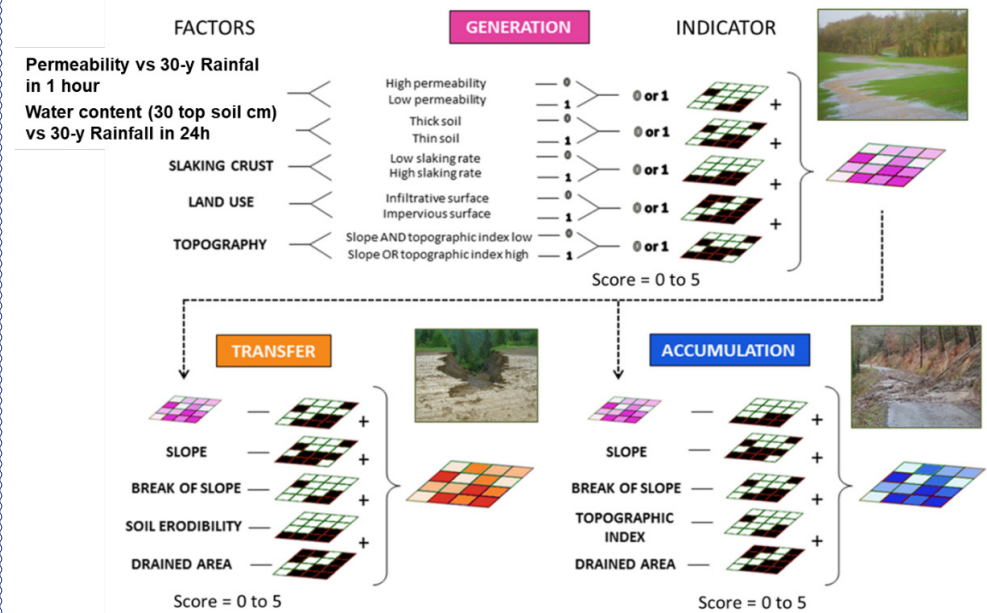 FACTORS
GENERATION
INDICATOR
Permeability vs 30-y Rainfal
in 1 hour
Water content (30 top soil cm)
vs 30-y Rainfall in 24h
High permeability
0
Low permeability
1
0 or 1
+
Thick soil
0
Thin soil
1
0 or 1
+
SLAKING CRUST
Low slaking rate
0
High slaking rate
1
0 or 1
+
LAND USE
Infiltrative surface
0
Impervious surface
1
0 or 1
+
TOPOGRAPHY
Slope AND topographic index low
0
Slope OR topographic index high
1
0 or 1
Score = 0 to 5
TRANSFER
+
SLOPE
+
BREAK OF SLOPE
+
SOIL ERODIBILITY
+
DRAINED AREA
Score = 0 to 5
ACCUMULATION
+
SLOPE
+
BREAK OF SLOPE
+
TOPOGRAPHIC
INDEX
+
DRAINED AREA
Score = 0 to 5